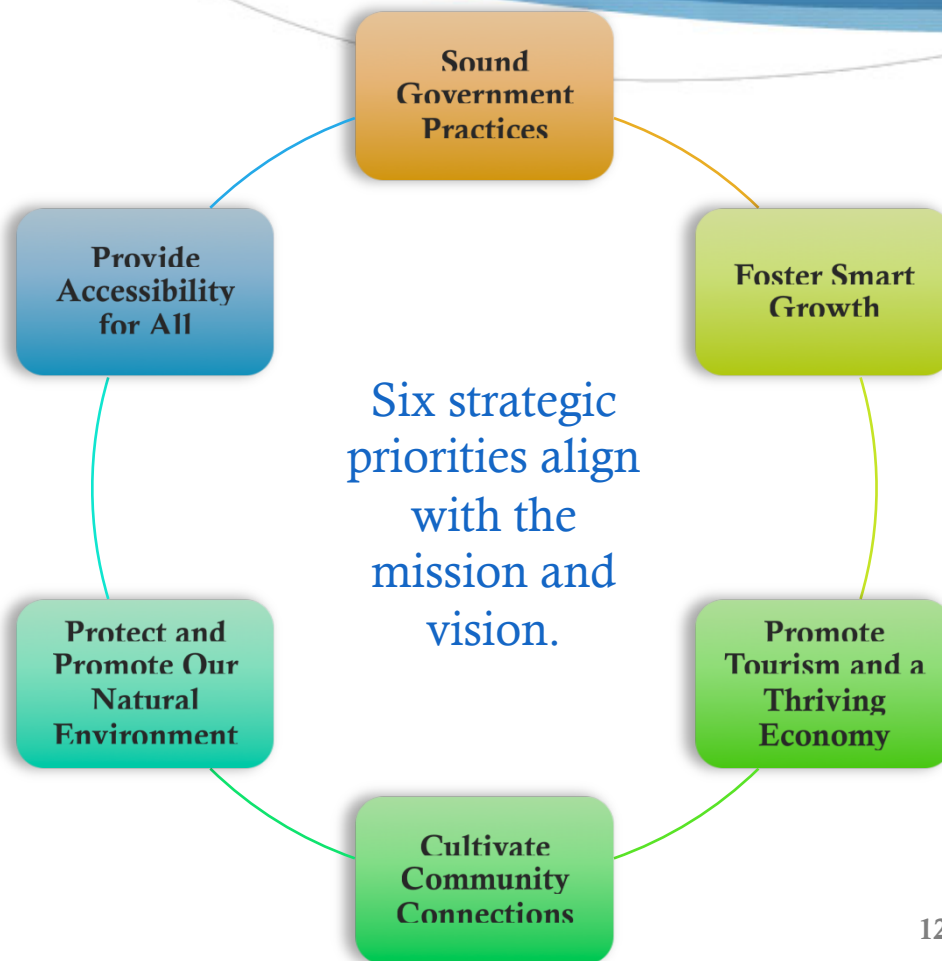 Sound
Government
Practices
Provide
Accessibility
for All
Foster Smart
Growth
Six strategic
priorities align
with the
mission and
vision.
Protect and
Promote Our
Natural
Environment
Promote
Tourism and a
Thriving
Economy
Cultivate
Community
Connections
12